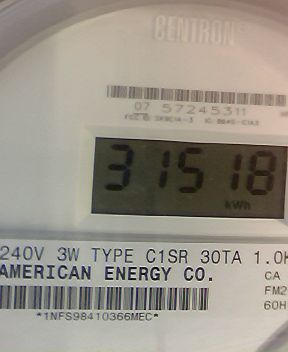 CENTRON
07 57245311
31518
kWh
240V 3W TYPE C1SR 30TA 1.0K
AMERICAN ENERGY CO.
CA
FM2
60H
*1NFS98410366MEC*